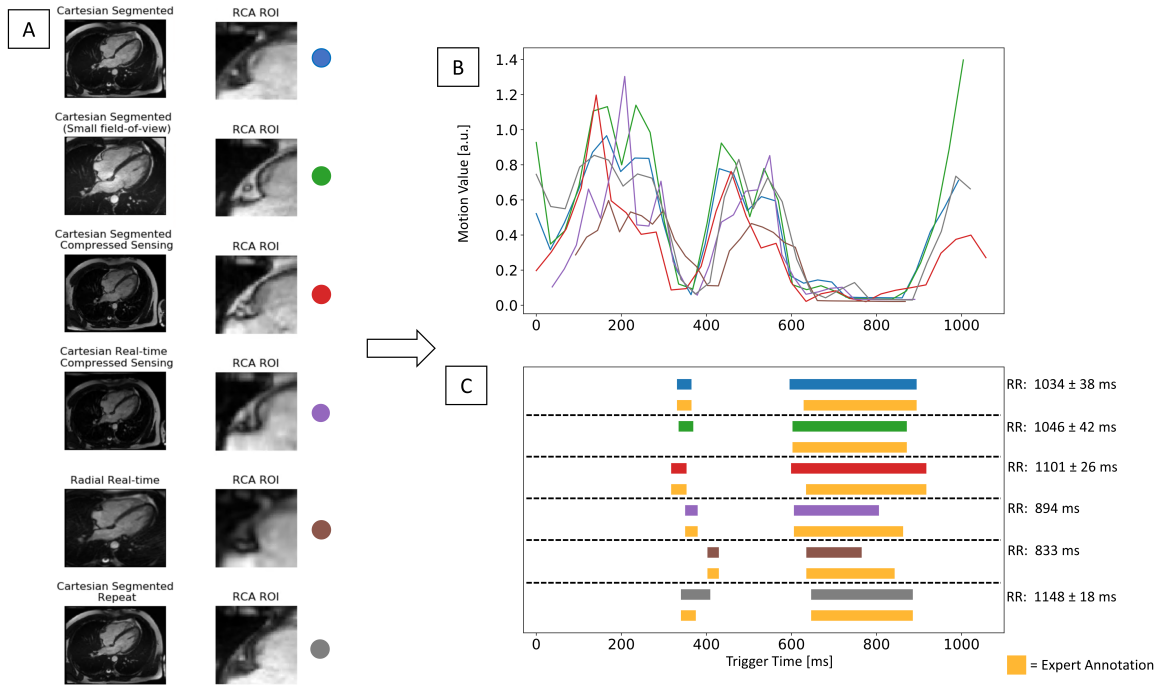 A
Cartesian Segmented
RCA ROI
Cartesian Segmented
(Small field-of-view)
RCA ROI
Cartesian Segmented
Compressed Sensing
RCA ROI
Cartesian Real-time
Compressed Sensing
RCA ROI
Radial Real-time
RCA ROI
Cartesian Segmented
Repeat
RCA ROI
B
Motion Value [a.u.]
1.4
1.2
1.0
0.8
0.6
0.4
0.2
0.0
0 200 400 600 800 1000
C
RR: 1034 ± 38 ms
RR: 1046 ± 42 ms
RR: 1101 ± 26 ms
RR: 894 ms
RR: 833 ms
RR: 1148 ± 18 ms
0 200 400 600 800 1000
Trigger Time [ms]
= Expert Annotation